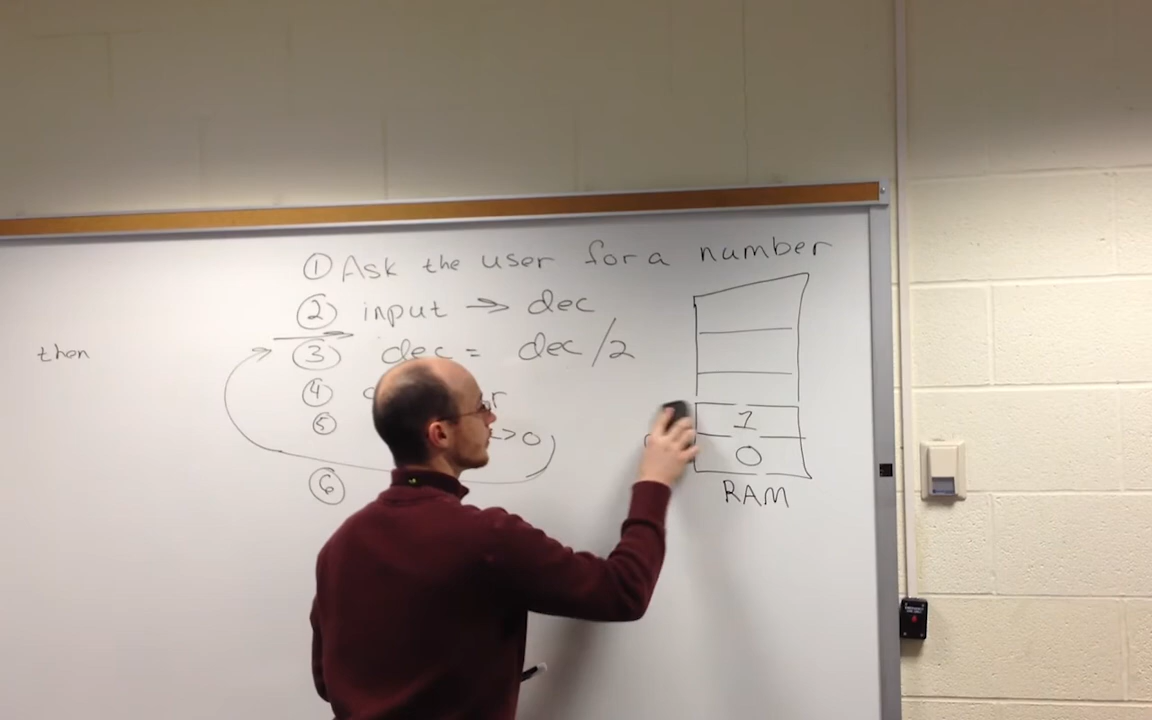 ① Ask the user for a number
② input → dec
then
③ dec = dec/2
④
⑤ >0
⑥
1
0
RAM